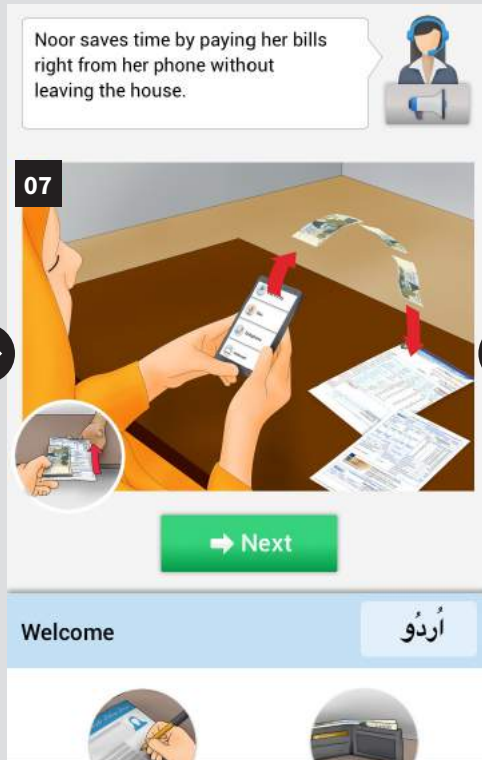 Noor saves time by paying her bills
right from her phone without
leaving the house.
07
Next
Welcome
اُردُو